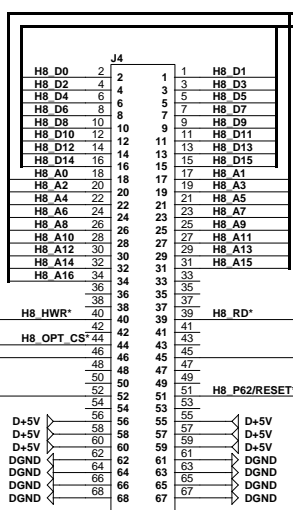 J4
H8_D0 2 2 1 1 H8_D1
H8_D2 4 4 3 3 H8_D3
H8_D4 6 6 5 5 H8_D5
H8_D6 8 8 7 7 H8_D7
H8_D8 10 10 9 9 H8_D9
H8_D10 12 12 11 11 H8_D11
H8_D12 14 14 13 13 H8_D13
H8_D14 16 16 15 15 H8_D15
H8_A0 18 18 17 17 H8_A1
H8_A2 20 20 19 19 H8_A3
H8_A4 22 22 21 21 H8_A5
H8_A6 24 24 23 23 H8_A7
H8_A8 26 26 25 25 H8_A9
H8_A10 28 28 27 27 H8_A11
H8_A12 30 30 29 29 H8_A13
H8_A14 32 32 31 31 H8_A15
H8_A16 34 34 33 33
36 36 35 35
38 38 37 37
H8_HWR* 40 40 39 39 H8_RD*
42 42 41 41
H8_OPT_CS* 44 44 43 43
46 46 45 45
48 48 47 47
50 50 49 49
52 52 51 51 H8_P62/RESET*
54 54 53 53
D+5V 56 56 55 55 D+5V
D+5V 58 58 57 57 D+5V
D+5V 60 60 59 59 D+5V
DGND 62 62 61 61 DGND
DGND 64 64 63 63 DGND
DGND 66 66 65 65 DGND
DGND 68 68 67 67 DGND